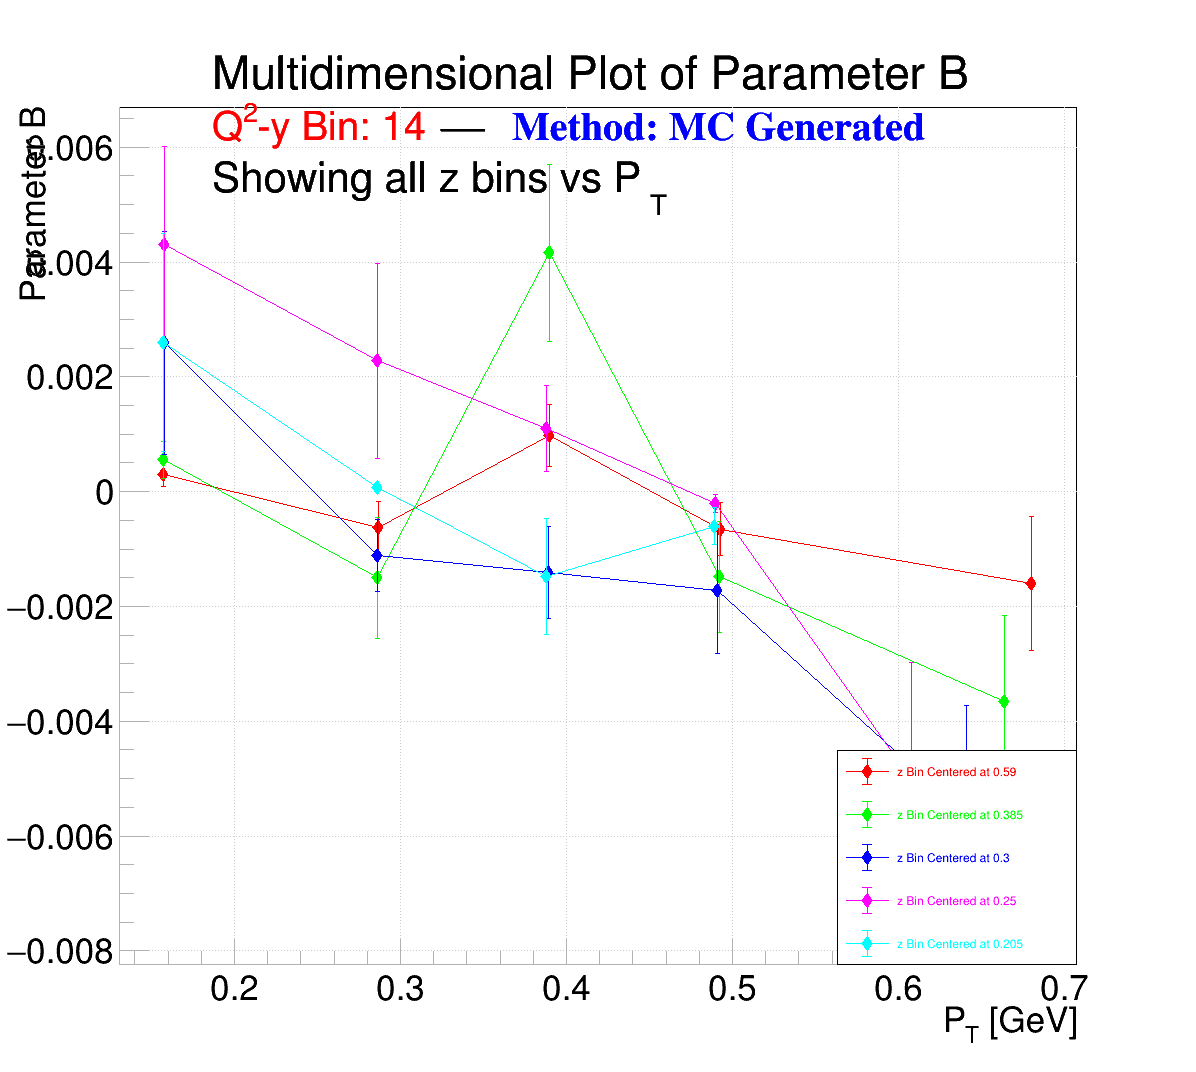 Multidimensional Plot of Parameter B
Q²-y Bin: 14 — Method: MC Generated
Showing all z bins vs P_T
Parameter B
0.006
0.004
0.002
0
−0.002
−0.004
−0.006
−0.008
z Bin Centered at 0.59
z Bin Centered at 0.385
z Bin Centered at 0.3
z Bin Centered at 0.25
z Bin Centered at 0.205
0.2 0.3 0.4 0.5 0.6 0.7
P_T [GeV]